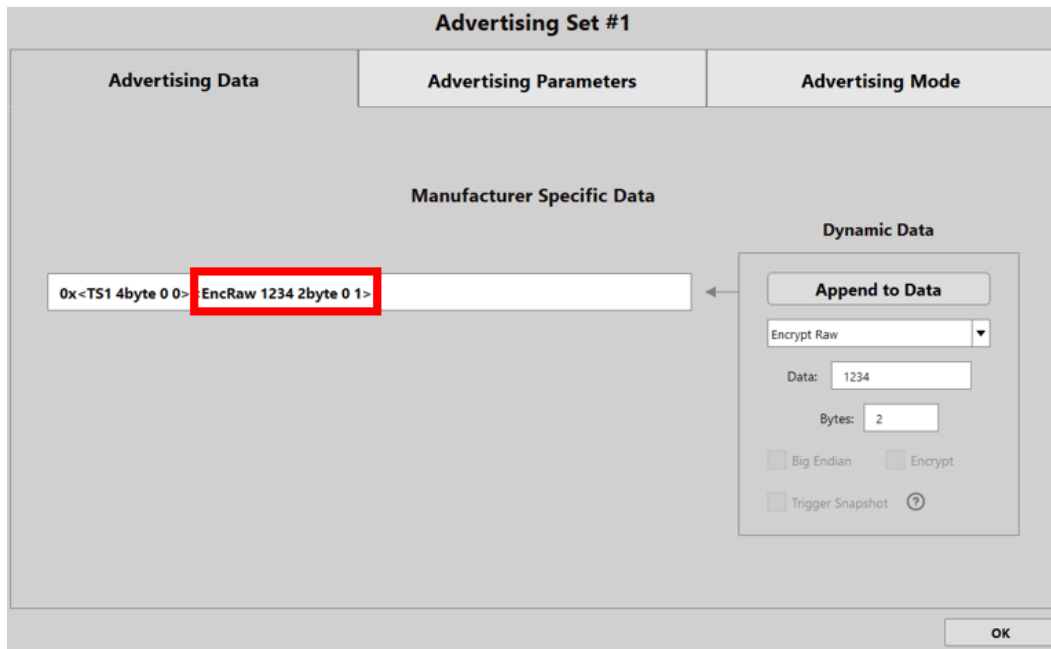 Advertising Set #1
Advertising Data
Advertising Parameters
Advertising Mode
Manufacturer Specific Data
Dynamic Data
0x<TS1 4byte 0 0><EncRaw 1234 2byte 0 1>
Append to Data
Encrypt Raw
Data: 1234
Bytes: 2
Big Endian Encrypt
Trigger Snapshot ?
OK